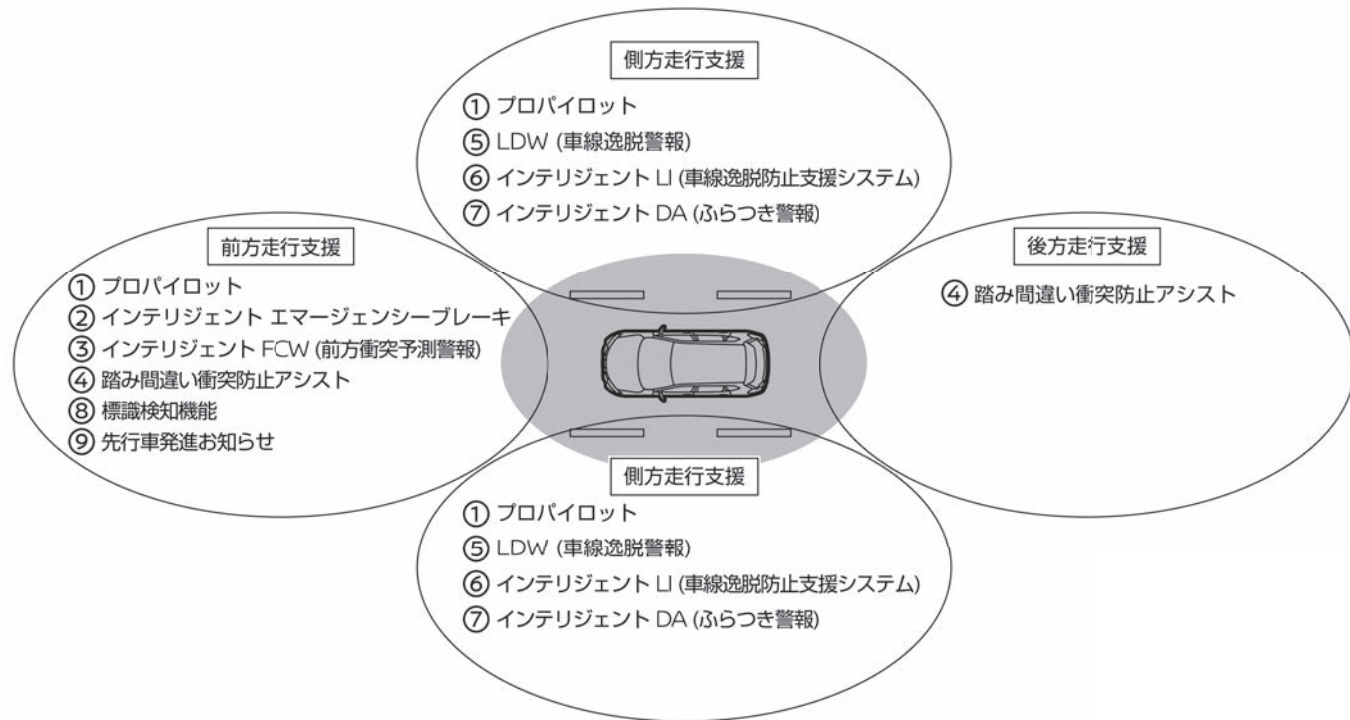 側方走行支援
① プロパイロット
⑤ LDW (車線逸脱警報)
⑥ インテリジェント LI (車線逸脱防止支援システム)
⑦ インテリジェント DA (ふらつき警報)
前方走行支援
① プロパイロット
② インテリジェント エマージェンシーブレーキ
③ インテリジェント FCW (前方衝突予測警報)
④ 踏み間違い衝突防止アシスト
⑧ 標識検知機能
⑨ 先行車発進お知らせ
後方走行支援
④ 踏み間違い衝突防止アシスト
側方走行支援
① プロパイロット
⑤ LDW (車線逸脱警報)
⑥ インテリジェント LI (車線逸脱防止支援システム)
⑦ インテリジェント DA (ふらつき警報)